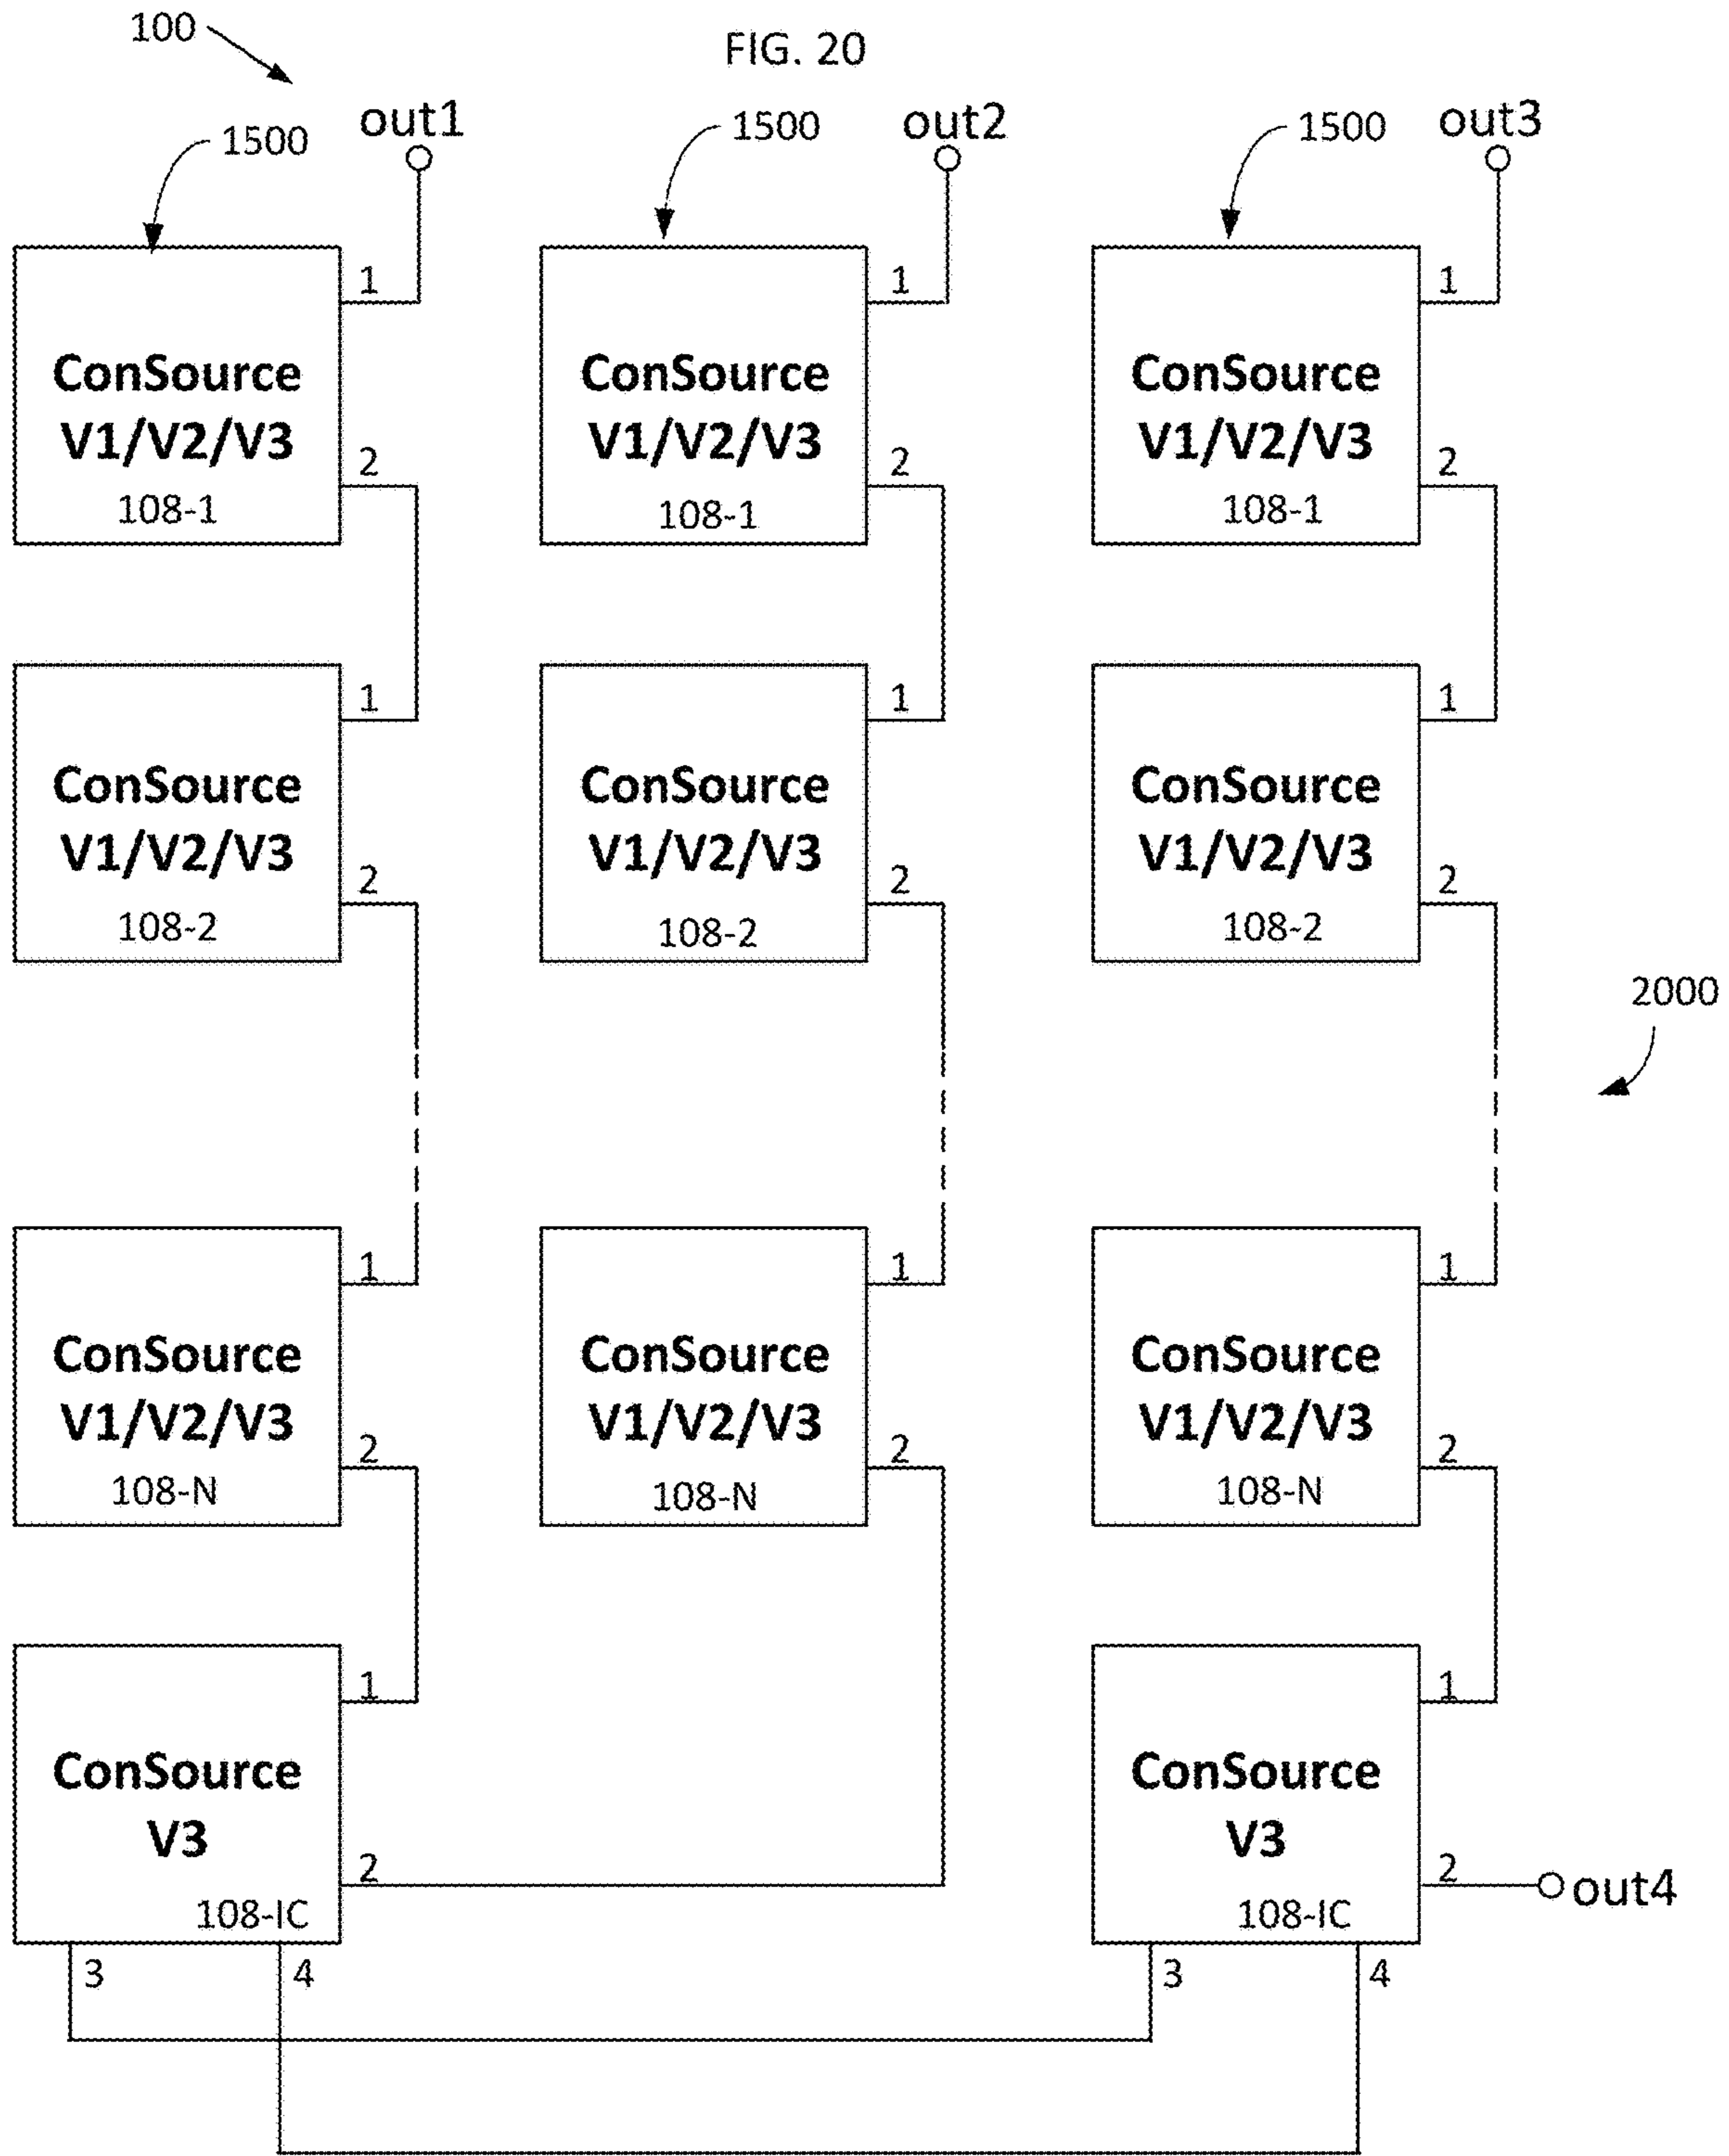 FIG. 20
100
1500 out1
1500 out2
1500 out3
1 1 1
ConSource ConSource ConSource
V1/V2/V3 V1/V2/V3 V1/V2/V3
2 2 2
108-1 108-1 108-1
1 1 1
ConSource ConSource ConSource
V1/V2/V3 V1/V2/V3 V1/V2/V3
2 2 2
108-2 108-2 108-2
2000
1 1 1
ConSource ConSource ConSource
V1/V2/V3 V1/V2/V3 V1/V2/V3
2 2 2
108-N 108-N 108-N
1 1
ConSource ConSource
V3 V3
2 2 out4
108-IC 108-IC
3 4 3 4